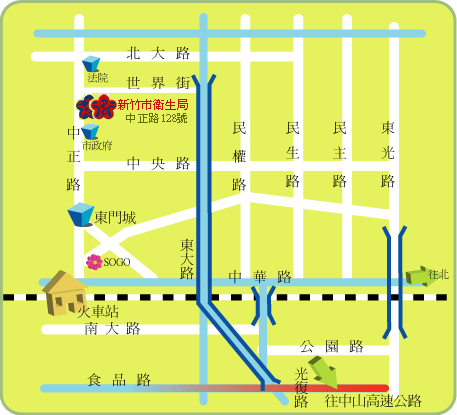 北大路
法院
世界街
新竹市衛生局
中正路128號
市政府
中正路
中央路
民權路
民生路
民主路
東光路
東門城
東大路
SOGO
中華路
往北
火車站
南大路
公園路
食品路
光復路
往中山高速公路